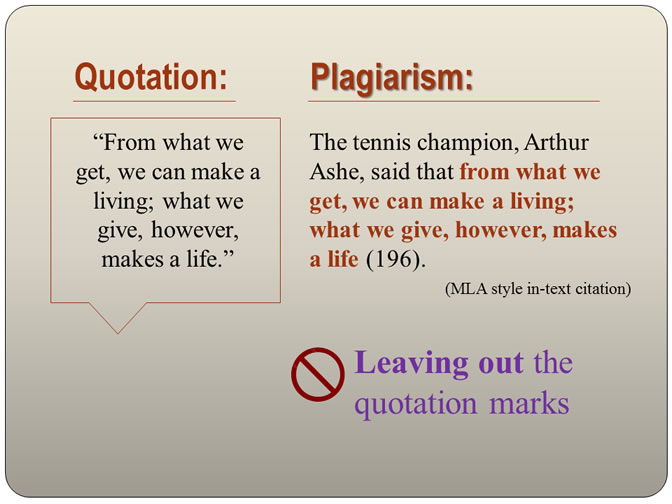 Quotation:
“From what we
get, we can make a
living; what we
give, however,
makes a life.”
Plagiarism:
The tennis champion, Arthur
Ashe, said that from what we
get, we can make a living;
what we give, however, makes
a life (196).
(MLA style in-text citation)
Leaving out the
quotation marks